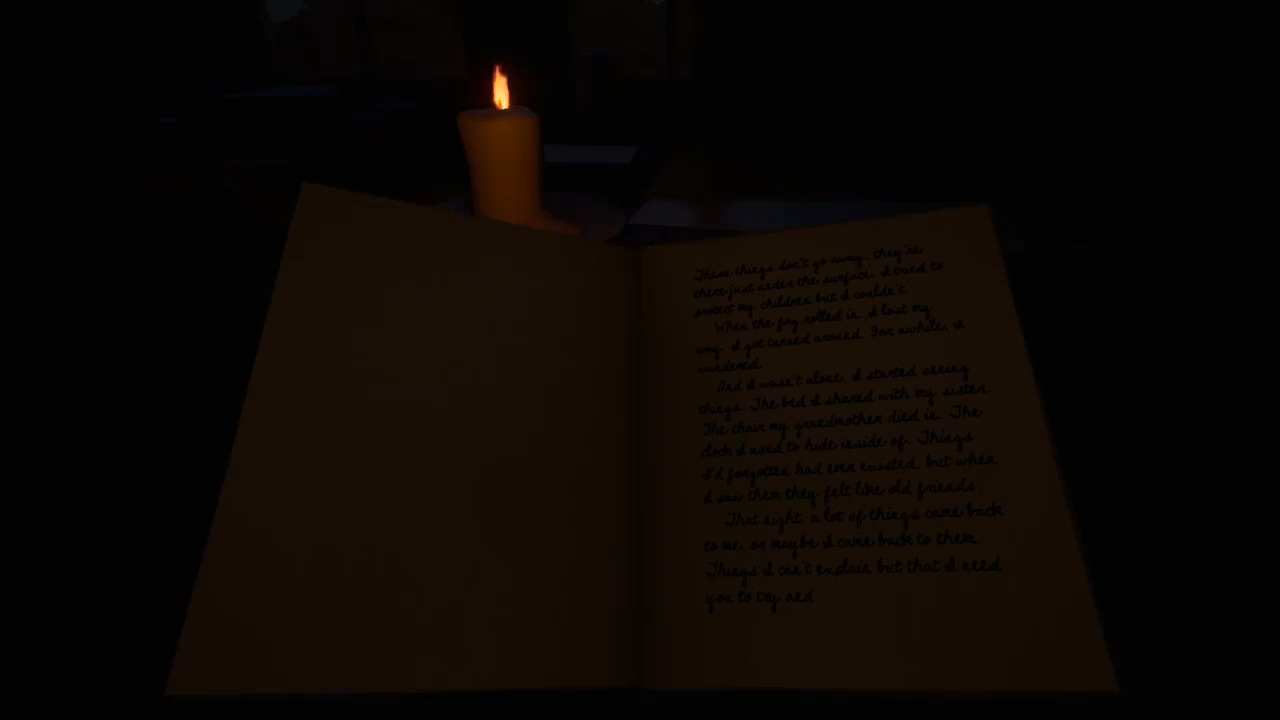 These things don't go away, they're
there just under the surface. I tried to
protect my children but I couldn't.
When the fog rolled in, I lost my
way. I got turned around. For awhile, I
wandered.
And I wasn't alone. I started seeing
things. The bed I shared with my sister.
The chair my grandmother died in. The
clock I used to hide inside of. Things
I'd forgotten had ever existed, but when
I saw them they felt like old friends.
That night, a lot of things came back
to me, or maybe I came back to them.
Things I can't explain but that I need
you to try and